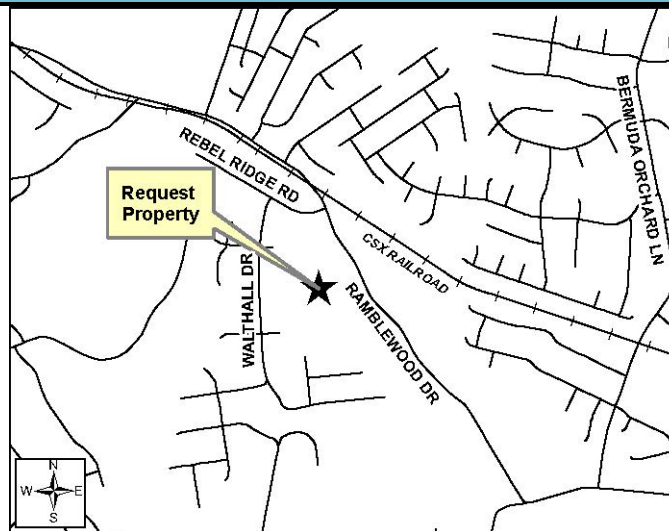 BERMUDA ORCHARD LN
REBEL RIDGE RD
Request
Property
CSX RAILROAD
WALTHALL DR
RAMBLEWOOD DR
N
W
E
S